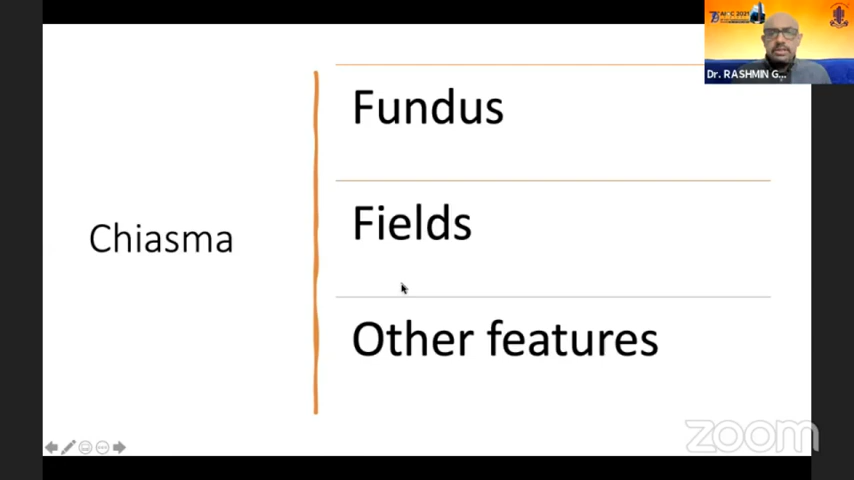 Dr. RASHMIN G...
Fundus
Chiasma
Fields
Other features
zoom